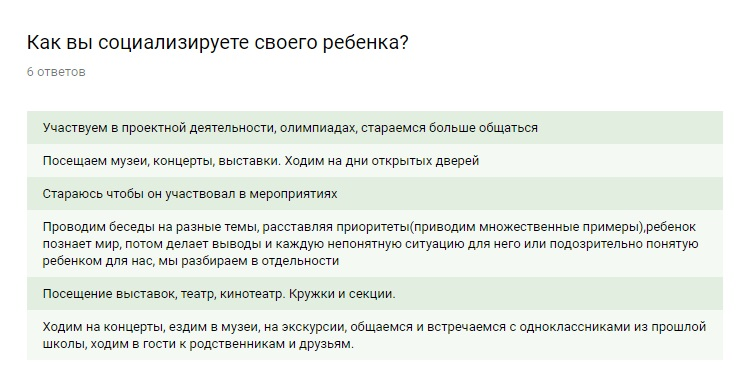 Как вы социализируете своего ребенка?
6 ответов
Участвуем в проектной деятельности, олимпиадах, стараемся больше общаться
Посещаем музеи, концерты, выставки. Ходим на дни открытых дверей
Стараюсь чтобы он участвовал в мероприятиях
Проводим беседы на разные темы, расставляя приоритеты(приводим множественные примеры),ребенок
познает мир, потом делает выводы и каждую непонятную ситуацию для него или подозрительно понятую
ребенком для нас, мы разбираем в отдельности
Посещение выставок, театр, кинотеатр. Кружки и секции.
Ходим на концерты, ездим в музеи, на экскурсии, общаемся и встречаемся с одноклассниками из прошлой
школы, ходим в гости к родственникам и друзьям.